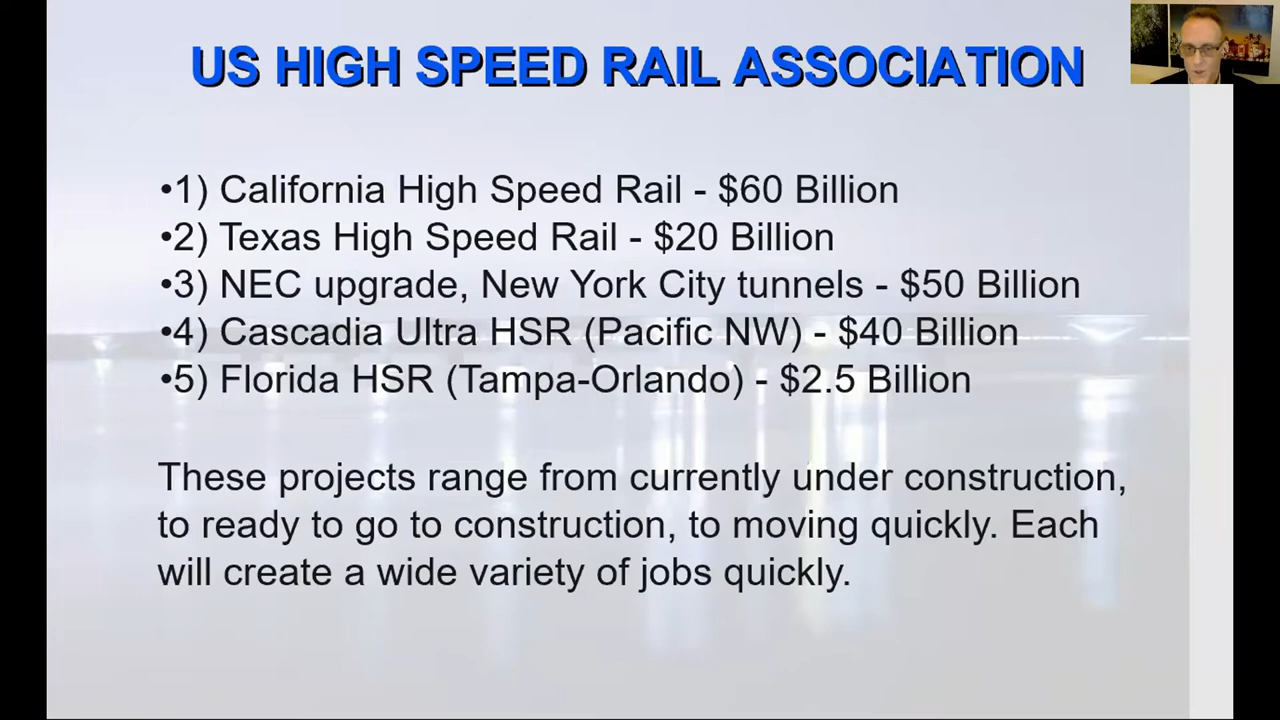 US HIGH SPEED RAIL ASSOCIATION
•1) California High Speed Rail - $60 Billion
•2) Texas High Speed Rail - $20 Billion
•3) NEC upgrade, New York City tunnels - $50 Billion
•4) Cascadia Ultra HSR (Pacific NW) - $40 Billion
•5) Florida HSR (Tampa-Orlando) - $2.5 Billion
These projects range from currently under construction,
to ready to go to construction, to moving quickly. Each
will create a wide variety of jobs quickly.